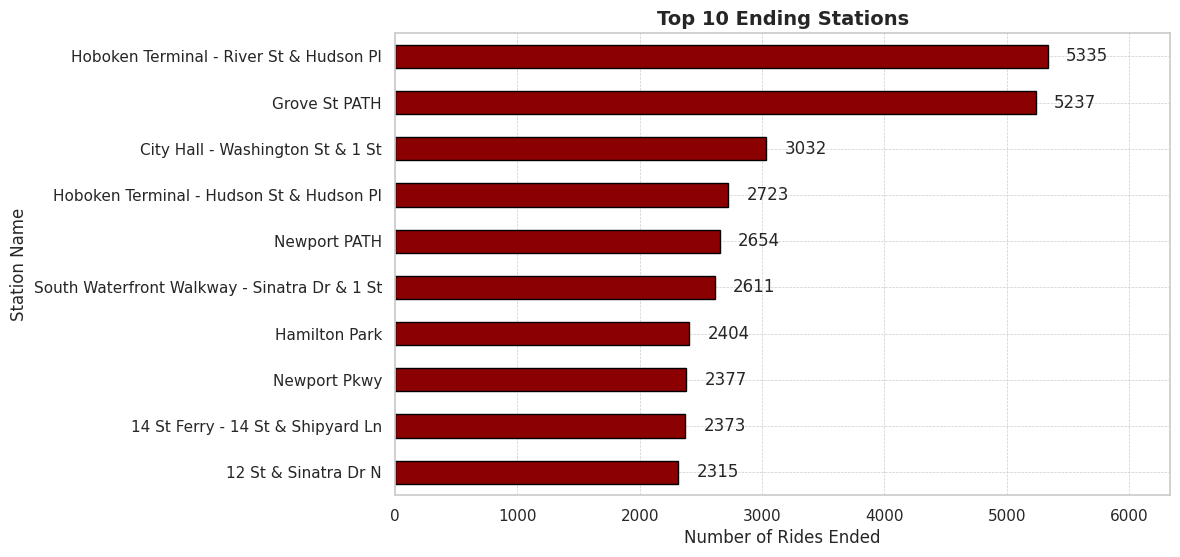 Top 10 Ending Stations
Station Name
Hoboken Terminal - River St & Hudson Pl 5335
Grove St PATH 5237
City Hall - Washington St & 1 St 3032
Hoboken Terminal - Hudson St & Hudson Pl 2723
Newport PATH 2654
South Waterfront Walkway - Sinatra Dr & 1 St 2611
Hamilton Park 2404
Newport Pkwy 2377
14 St Ferry - 14 St & Shipyard Ln 2373
12 St & Sinatra Dr N 2315
0 1000 2000 3000 4000 5000 6000
Number of Rides Ended